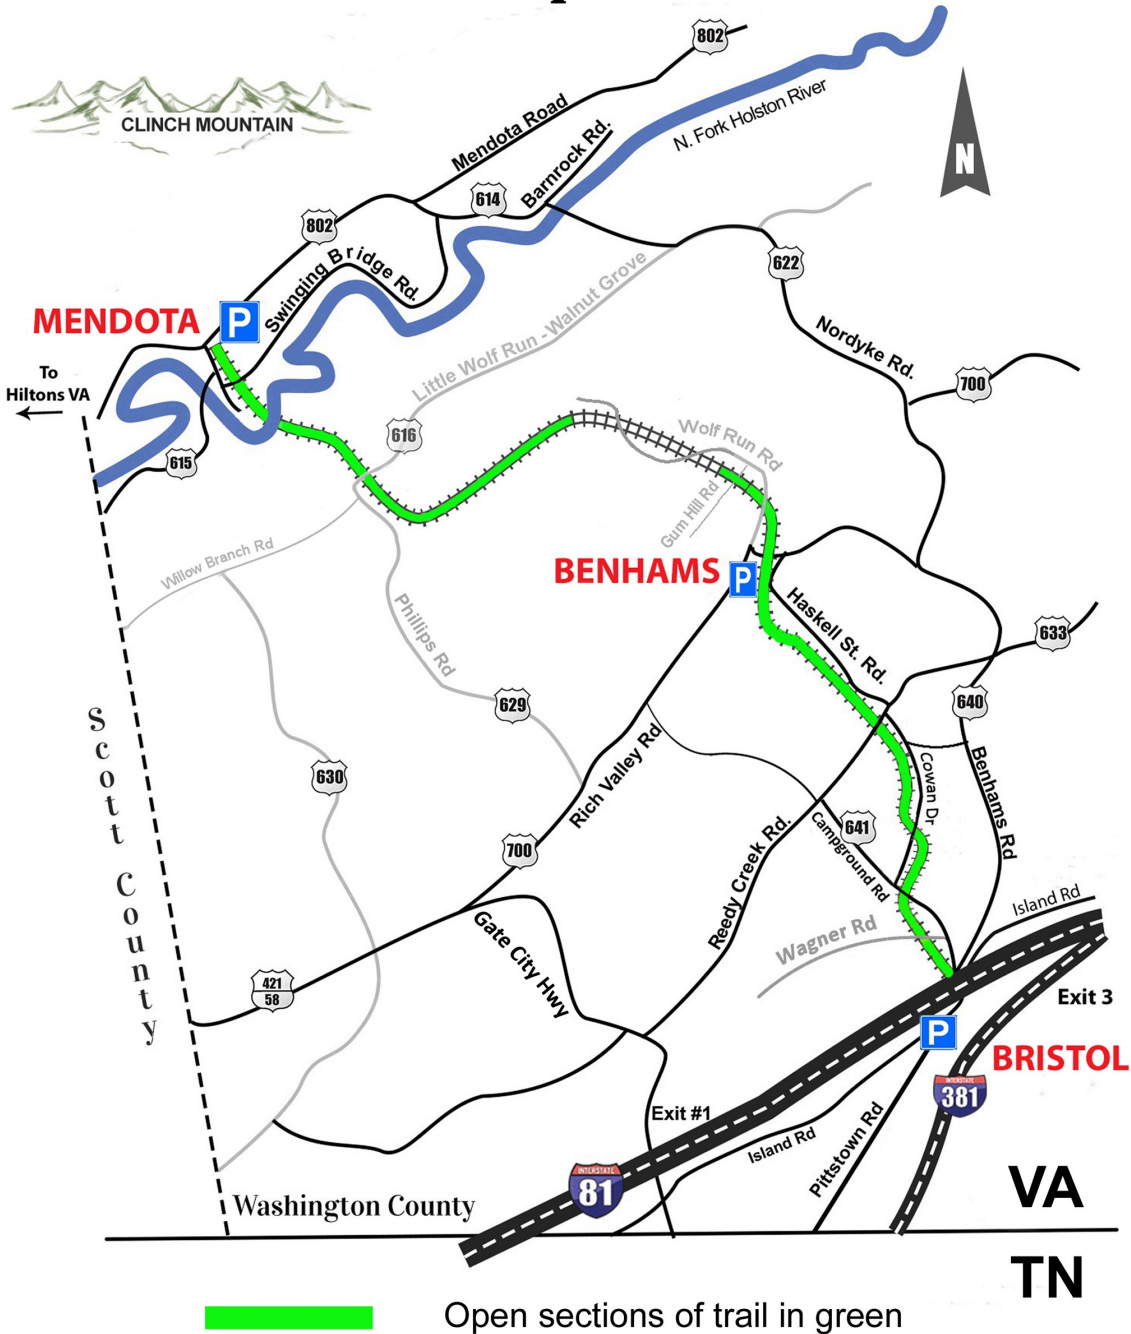 802
N. Fork Holston River
CLINCH MOUNTAIN
Mendota Road
Barnrock Rd.
N
614
802
Swinging Bridge Rd.
622
MENDOTA
P
Little Wolf Run - Walnut Grove
Nordyke Rd.
To
Hiltons VA
700
616
Wolf Run Rd
615
Gum Hill Rd
Willow Branch Rd
BENHAMS
P
Haskell St. Rd.
Phillips Rd
633
629
640
Scott County
630
Rich Valley Rd
Cowan Dr
Benhams Rd
641
Campground Rd
700
Reedy Creek Rd.
Island Rd
Gate City Hwy
Wagner Rd
421
58
Exit 3
P
BRISTOL
INTERSTATE
381
Exit #1
Island Rd
Pittstown Rd
INTERSTATE
81
Washington County
VA
TN
Open sections of trail in green